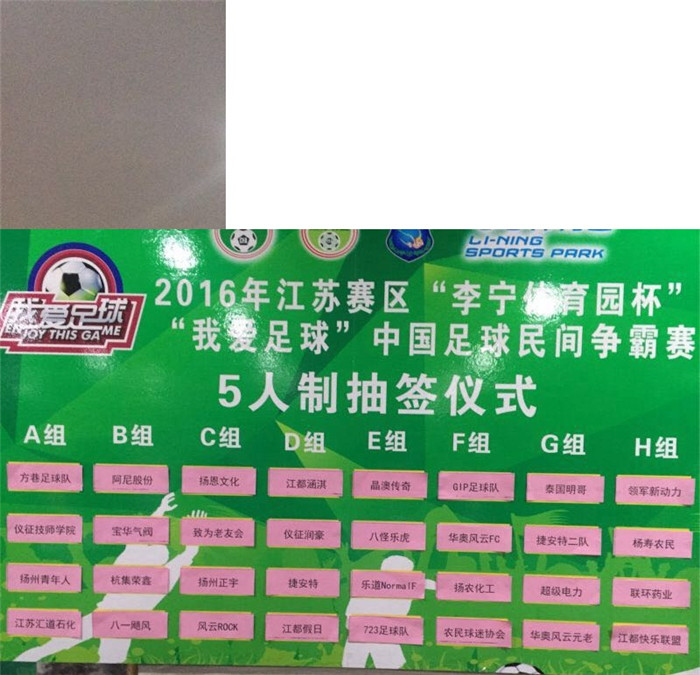 LI-NING
SPORTS PARK
我爱足球
ENJOY THIS GAME
2016年江苏赛区“李宁体育园杯”
“我爱足球”中国足球民间争霸赛
5人制抽签仪式
A组 B组 C组 D组 E组 F组 G组 H组
方巷足球队 阿尼股份 扬恩文化 江都涵淇 晶澳传奇 GIP足球队 泰国明哥 领军新动力
仪征技师学院 宝华气阀 致为老友会 仪征润豪 八怪乐虎 华奥风云FC 捷安特二队 杨寿农民
扬州青年人 杭集荣鑫 扬州正宇 捷安特 乐道NormalF 扬农化工 超级电力 联环药业
江苏汇道石化 八一飓风 风云ROCK 江都假日 723足球队 农民球迷协会 华奥风云元老 江都快乐联盟